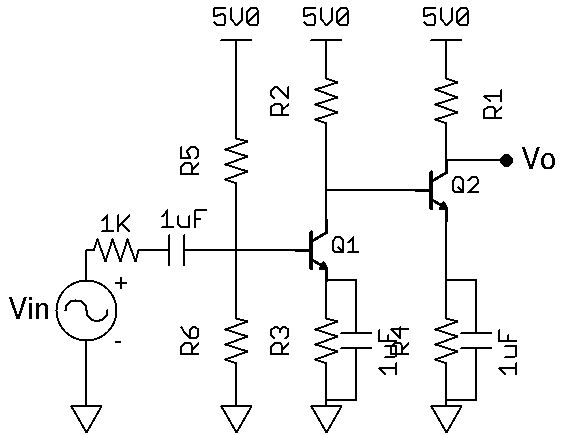 5V0 5V0 5V0
R2 R1
Vo
R5 Q2
1K 1uF Q1
+
Vin
-
R6 R3 1uF R4 1uF